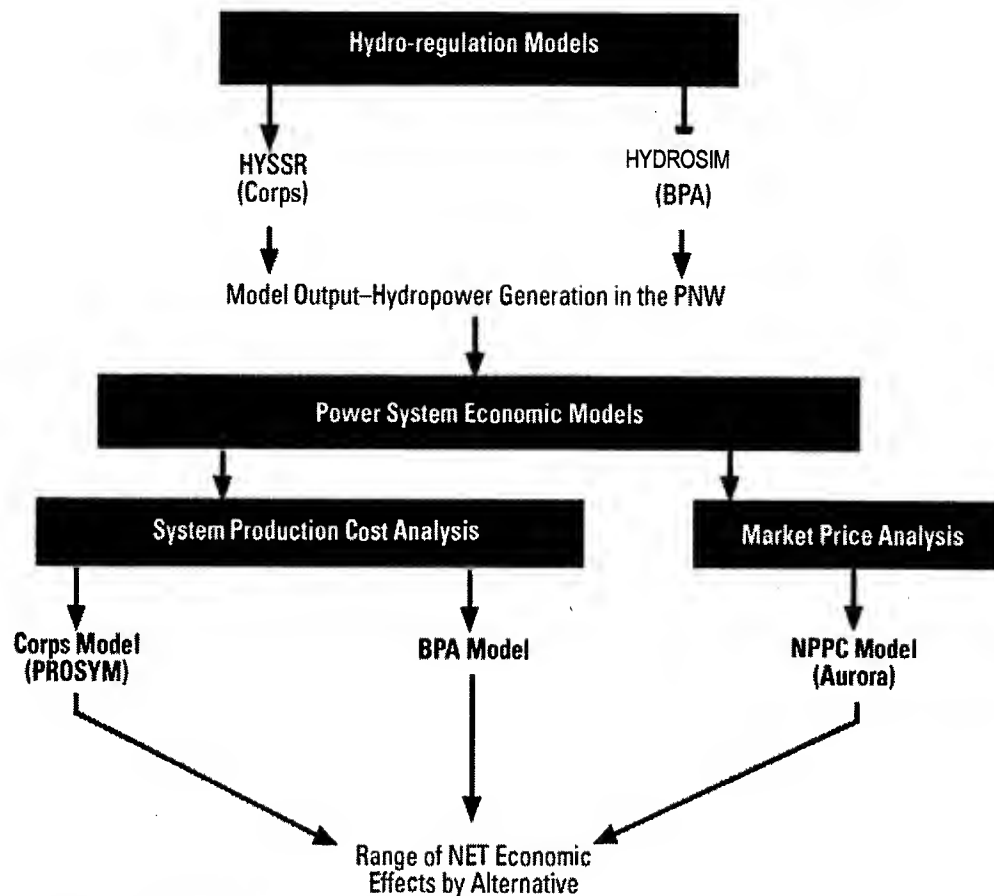 Hydro-regulation Models
HYSSR
(Corps)
HYDROSIM
(BPA)
Model Output–Hydropower Generation in the PNW
Power System Economic Models
System Production Cost Analysis
Market Price Analysis
Corps Model
(PROSYM)
BPA Model
NPPC Model
(Aurora)
Range of NET Economic
Effects by Alternative